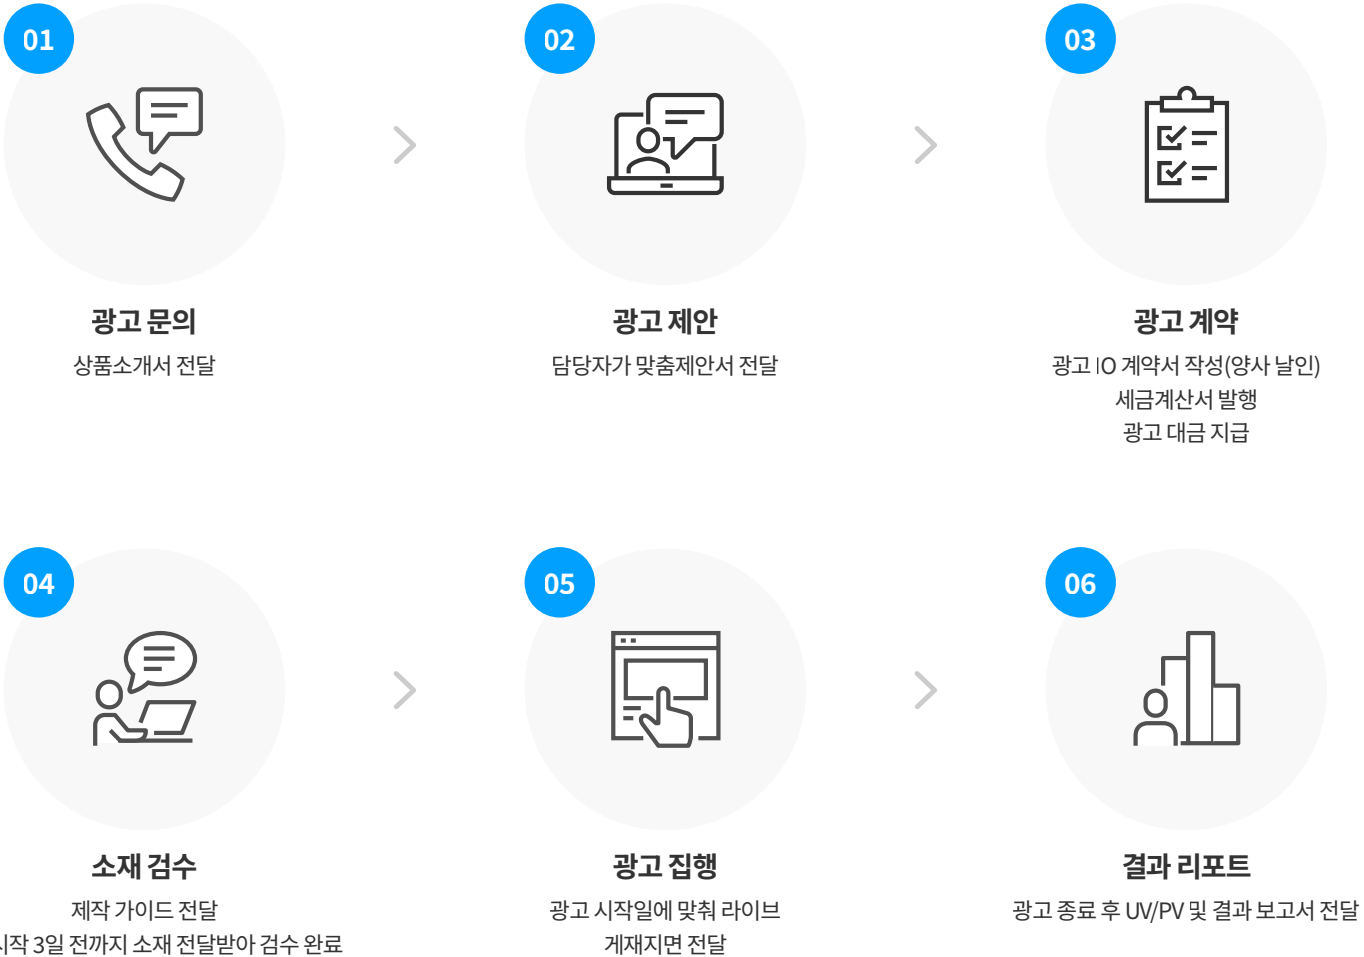 01
광고 문의
상품소개서 전달
02
광고 제안
담당자가 맞춤제안서 전달
03
광고 계약
광고 IO 계약서 작성(양사 날인)
세금계산서 발행
광고 대금 지급
04
소재 검수
제작 가이드 전달
3일 전까지 소재 전달받아 검수 완료
05
광고 집행
광고 시작일에 맞춰 라이브
게재지면 전달
06
결과 리포트
광고 종료 후 UV/PV 및 결과 보고서 전달